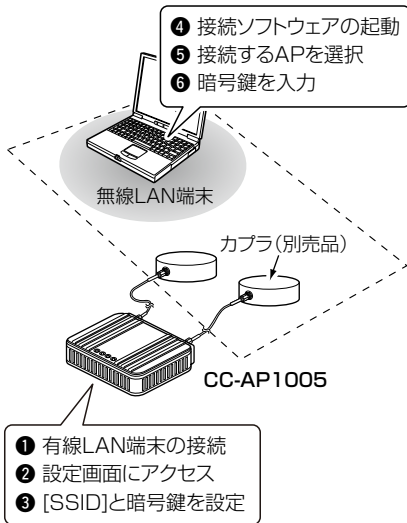 ❹ 接続ソフトウェアの起動
❺ 接続するAPを選択
❻ 暗号鍵を入力
無線LAN端末
カプラ(別売品)
CC-AP1005
❶ 有線LAN端末の接続
❷ 設定画面にアクセス
❸ [SSID]と暗号鍵を設定